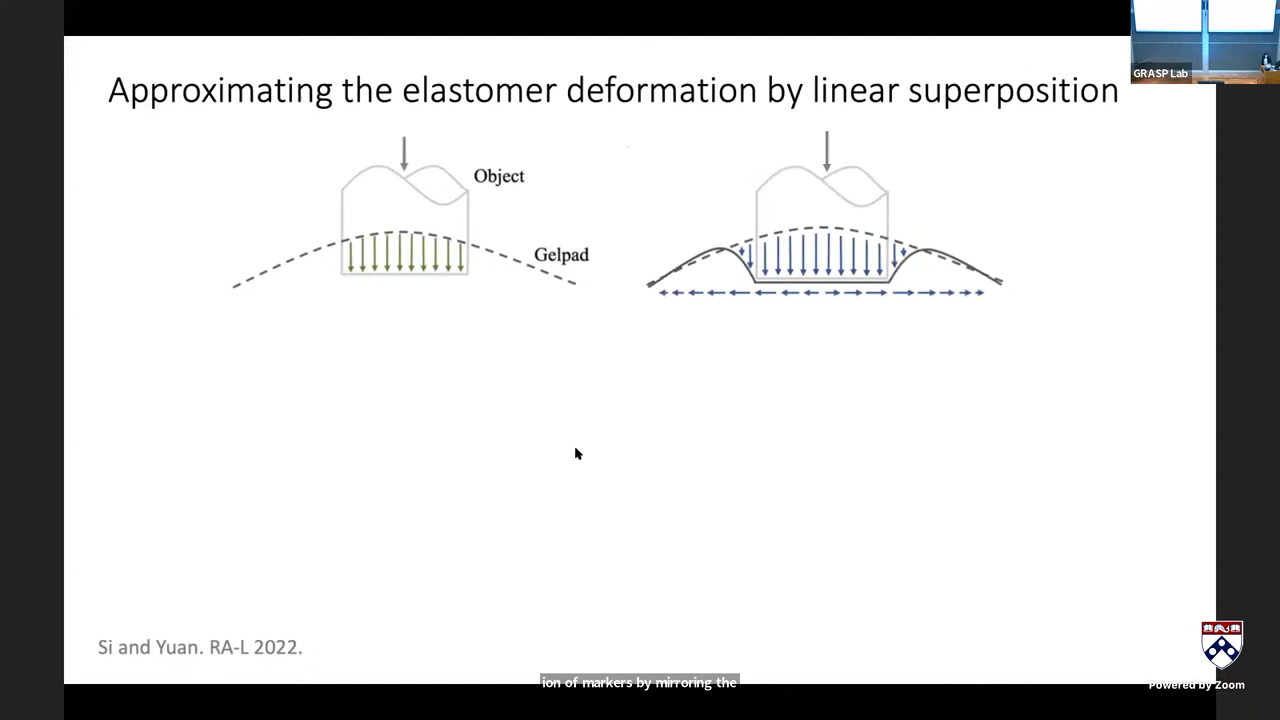 GRASP Lab
Approximating the elastomer deformation by linear superposition
Object
Gelpad
Si and Yuan. RA-L 2022.
ion of markers by mirroring the
Powered by Zoom